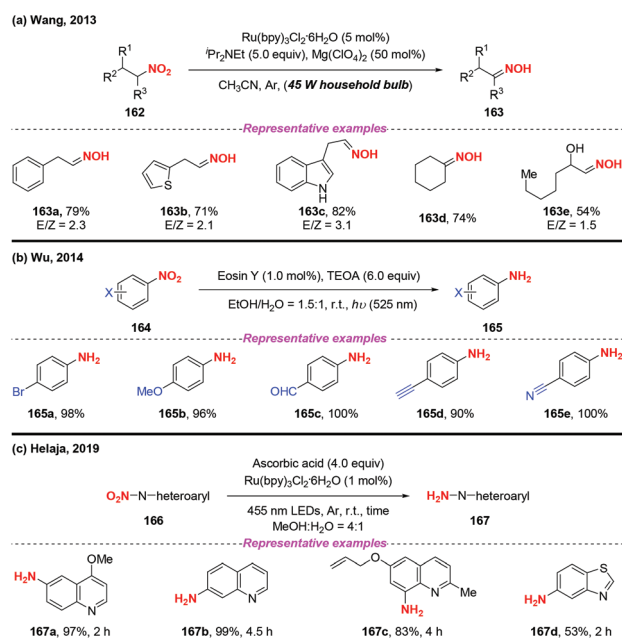 (a) Wang, 2013
Ru(bpy)3Cl2·6H2O (5 mol%)
iPr2NEt (5.0 equiv), Mg(ClO4)2 (50 mol%)
CH3CN, Ar, (45 W household bulb)
R1
R2
NO2
R3
162
R1
R2
NOH
R3
163
Representative examples
NOH
163a, 79%
E/Z = 2.3
S
NOH
163b, 71%
E/Z = 2.1
NOH
N
H
163c, 82%
E/Z = 3.1
NOH
163d, 74%
OH
Me
NOH
163e, 54%
E/Z = 1.5
(b) Wu, 2014
X
NO2
164
Eosin Y (1.0 mol%), TEOA (6.0 equiv)
EtOH/H2O = 1.5:1, r.t., hυ (525 nm)
X
NH2
165
Representative examples
NH2
Br
165a, 98%
NH2
MeO
165b, 96%
NH2
OHC
165c, 100%
NH2
165d, 90%
NH2
N
165e, 100%
(c) Helaja, 2019
Ascorbic acid (4.0 equiv)
Ru(bpy)3Cl2·6H2O (1 mol%)
455 nm LEDs, Ar, r.t., time
MeOH:H2O = 4:1
O2N–N–heteroaryl
166
H2N–N–heteroaryl
167
Representative examples
OMe
H2N
N
167a, 97%, 2 h
H2N
N
167b, 99%, 4.5 h
O
N
Me
NH2
167c, 83%, 4 h
S
H2N
N
167d, 53%, 2 h